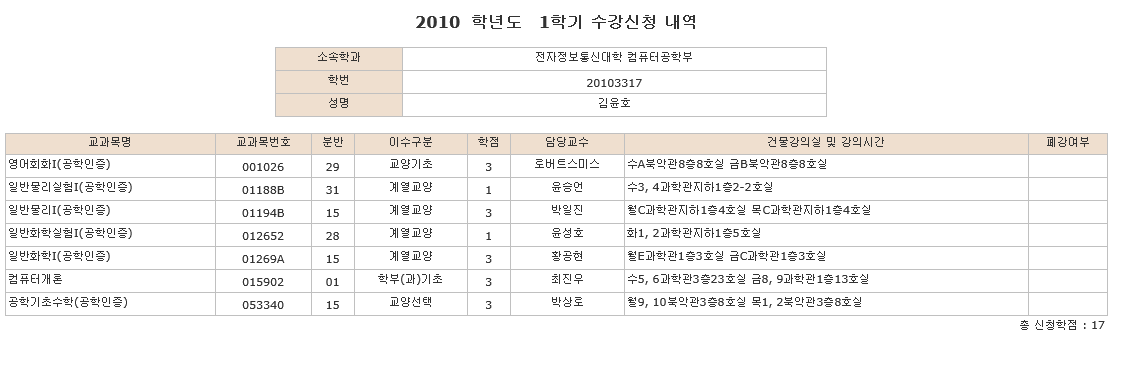 2010 학년도 1학기 수강신청 내역
소속학과 전자정보통신대학 컴퓨터공학부
학번 20103317
성명 김윤호
교과목명 교과목번호 분반 이수구분 학점 담당교수 건물강의실 및 강의시간 폐강여부
영어회화I(공학인증) 001026 29 교양기초 3 로버트스미스 수A북악관8층8호실 금B북악관8층8호실
일반물리실험I(공학인증) 01188B 31 계열교양 1 윤승언 수3, 4과학관지하1층2-2호실
일반물리I(공학인증) 01194B 15 계열교양 3 박일진 월C과학관지하1층4호실 목C과학관지하1층4호실
일반화학실험I(공학인증) 012652 28 계열교양 1 윤성호 화1, 2과학관지하1층5호실
일반화학I(공학인증) 01269A 15 계열교양 3 황공현 월E과학관1층3호실 금C과학관1층3호실
컴퓨터개론 015902 01 학부(과)기초 3 최진우 수5, 6과학관3층23호실 금8, 9과학관1층13호실
공학기초수학(공학인증) 053340 15 교양선택 3 박상로 월9, 10북악관3층8호실 목1, 2북악관3층8호실
총 신청학점 : 17